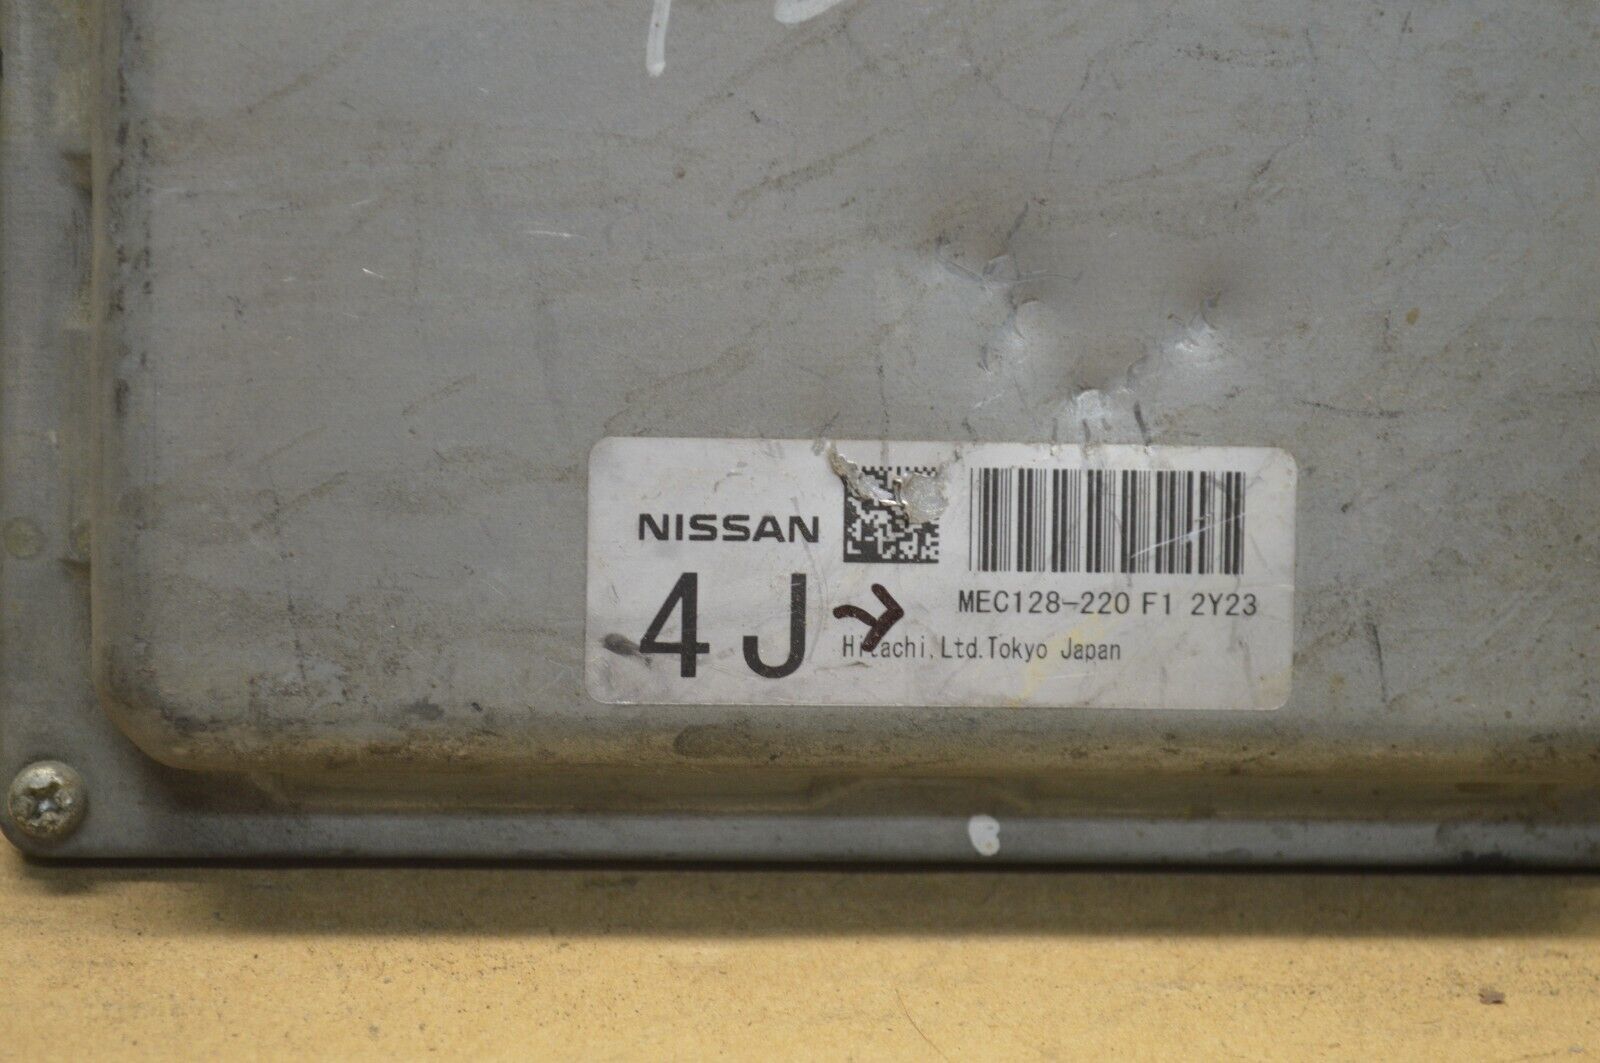 NISSAN
4J
MEC128-220 F1 2Y23
Hitachi,Ltd.Tokyo Japan